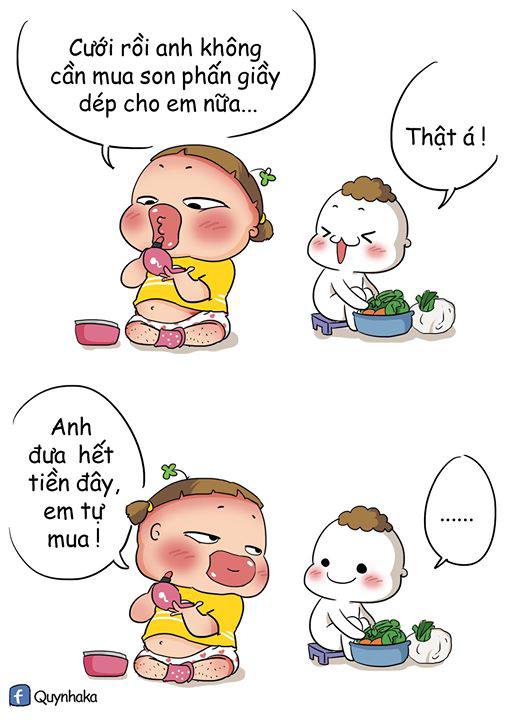 Cưới rồi anh không
cần mua son phấn giầy
dép cho em nữa...
Thật á !
Anh
đưa hết
tiền đây,
em tự
mua !
......
f Quynhaka